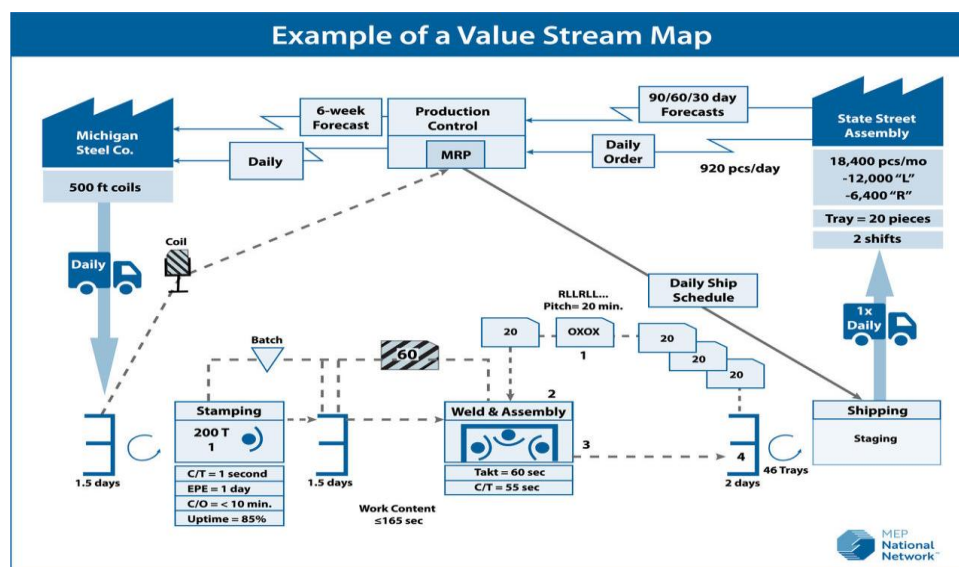 Example of a Value Stream Map
Michigan
Steel Co.
500 ft coils
6-week
Forecast
Daily
Production
Control
MRP
90/60/30 day
Forecasts
Daily
Order
920 pcs/day
State Street
Assembly
18,400 pcs/mo
-12,000 “L”
-6,400 “R”
Tray = 20 pieces
2 shifts
Daily
Coil
Daily Ship
Schedule
1x
Daily
RLLRLL...
Pitch= 20 min.
20
OXOX
1
20
20
20
Batch
60
Stamping
200 T
1
C/T = 1 second
EPE = 1 day
C/O = < 10 min.
Uptime = 85%
1.5 days
1.5 days
2
Weld & Assembly
3
Takt = 60 sec
C/T = 55 sec
Work Content
≤165 sec
4
46 Trays
2 days
Shipping
Staging
MEP
National
Network™